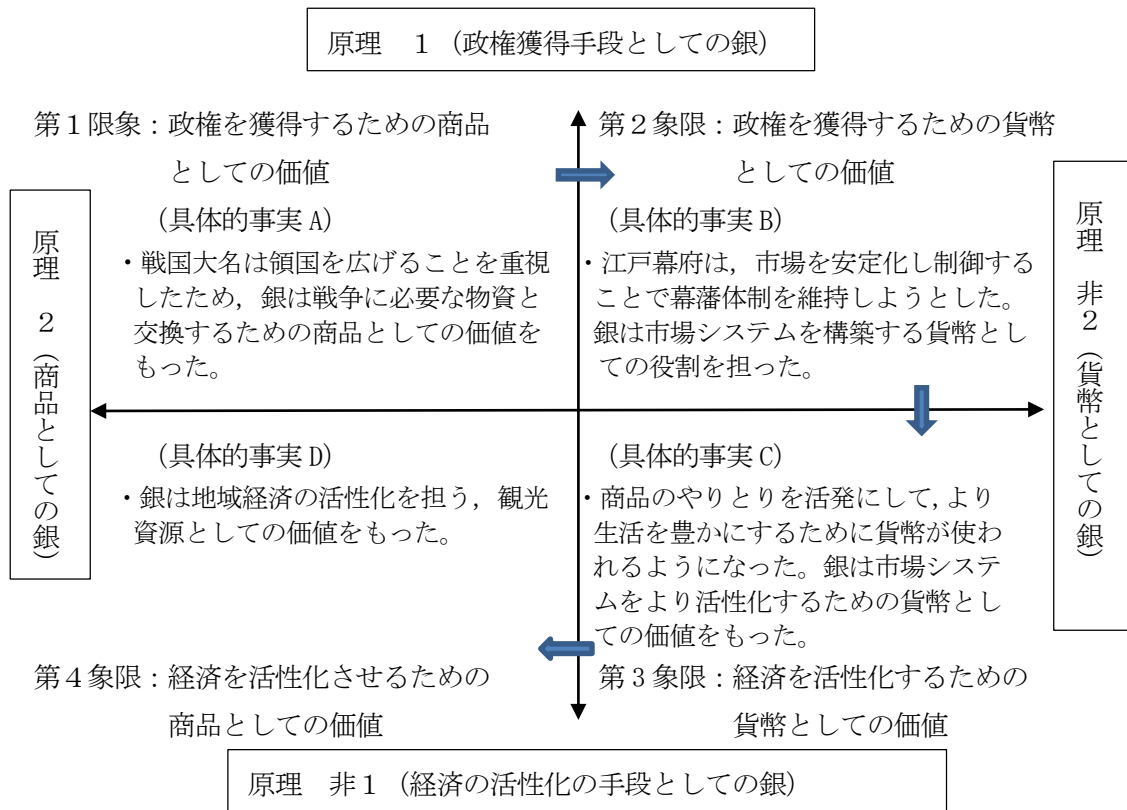 原理　１（政権獲得手段としての銀）
第１限象：政権を獲得するための商品
としての価値
（具体的事実 A）
・戦国大名は領国を広げることを重視
したため，銀は戦争に必要な物資と
交換するための商品としての価値を
もった。
第２象限：政権を獲得するための貨幣
としての価値
（具体的事実 B）
・江戸幕府は，市場を安定化し制御す
ることで幕藩体制を維持しようとした。
銀は市場システムを構築する貨幣とし
ての役割を担った。
原理　２（商品としての銀）
原理　非２（貨幣としての銀）
（具体的事実 D）
・銀は地域経済の活性化を担う，観光
資源としての価値をもった。
第４象限：経済を活性化させるための
商品としての価値
（具体的事実 C）
・商品のやりとりを活発にして，より
生活を豊かにするために貨幣が使わ
れるようになった。銀は市場システ
ムをより活性化するための貨幣とし
ての価値をもった。
第３象限：経済を活性化するための
貨幣としての価値
原理　非１（経済の活性化の手段としての銀）